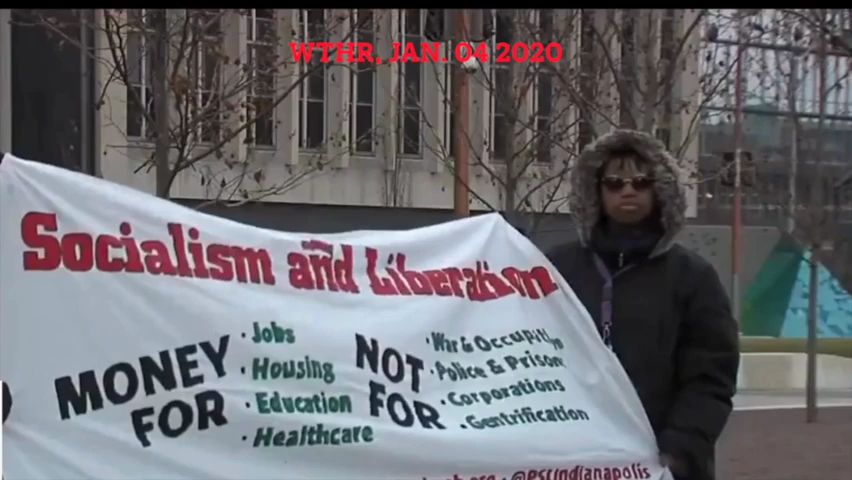 WTHR, JAN. 04 2020
Socialism and Liberation
MONEY FOR
· Jobs
· Housing
· Education
· Healthcare
NOT FOR
· War & Occupation
· Police & Prison
· Corporations
· Gentrification
@PSLIndianapolis